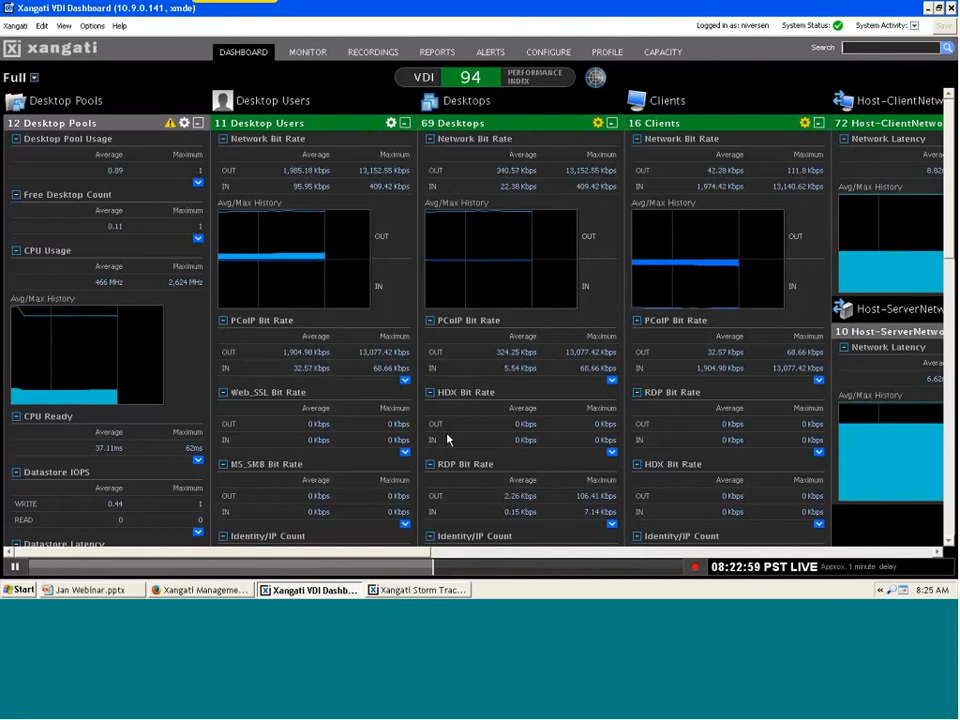 Xangati VDI Dashboard (10.9.0.141, xmde)
Xangati Edit View Options Help
Logged in as: niversen System Status: System Activity: Save
xangati
DASHBOARD MONITOR RECORDINGS REPORTS ALERTS CONFIGURE PROFILE CAPACITY
Search
Full
VDI 94 PERFORMANCE INDEX
Desktop Pools
12 Desktop Pools
Desktop Pool Usage
Average Maximum
0.89 1
Free Desktop Count
Average Maximum
0.11 1
CPU Usage
Average Maximum
466 MHz 2,624 MHz
Avg/Max History
CPU Ready
Average Maximum
37.11ms 62ms
Datastore IOPS
Average Maximum
WRITE 0.44 1
READ 0 0
Datastore Latency
Desktop Users
11 Desktop Users
Network Bit Rate
Average Maximum
OUT 1,985.18 Kbps 13,152.55 Kbps
IN 95.95 Kbps 409.42 Kbps
Avg/Max History
OUT
IN
PCoIP Bit Rate
Average Maximum
OUT 1,904.98 Kbps 13,077.42 Kbps
IN 32.57 Kbps 68.66 Kbps
Web_SSL Bit Rate
Average Maximum
OUT 0 Kbps 0 Kbps
IN 0 Kbps 0 Kbps
MS_SMB Bit Rate
Average Maximum
OUT 0 Kbps 0 Kbps
IN 0 Kbps 0 Kbps
Identity/IP Count
Desktops
69 Desktops
Network Bit Rate
Average Maximum
OUT 340.57 Kbps 13,152.55 Kbps
IN 22.38 Kbps 409.42 Kbps
Avg/Max History
OUT
IN
PCoIP Bit Rate
Average Maximum
OUT 324.25 Kbps 13,077.42 Kbps
IN 5.54 Kbps 68.66 Kbps
HDX Bit Rate
Average Maximum
OUT 0 Kbps 0 Kbps
IN 0 Kbps 0 Kbps
RDP Bit Rate
Average Maximum
OUT 2.26 Kbps 106.41 Kbps
IN 0.15 Kbps 7.14 Kbps
Identity/IP Count
Clients
16 Clients
Network Bit Rate
Average Maximum
OUT 42.28 Kbps 111.8 Kbps
IN 1,974.42 Kbps 13,140.62 Kbps
Avg/Max History
OUT
IN
PCoIP Bit Rate
Average Maximum
OUT 32.57 Kbps 68.66 Kbps
IN 1,904.98 Kbps 13,077.42 Kbps
RDP Bit Rate
Average Maximum
OUT 0 Kbps 0 Kbps
IN 0 Kbps 0 Kbps
HDX Bit Rate
Average Maximum
OUT 0 Kbps 0 Kbps
IN 0 Kbps 0 Kbps
Identity/IP Count
Host-ClientNetw
72 Host-ClientNetwo
Network Latency
Avera
8.82
Avg/Max History
Host-ServerNetw
10 Host-ServerNetwo
Network Latency
Avera
6.62
Avg/Max History
08:22:59 PST LIVE Approx. 1 minute delay
Start Jan Webinar.pptx Xangati Manageme... Xangati VDI Dashb... Xangati Storm Trac... 8:25 AM